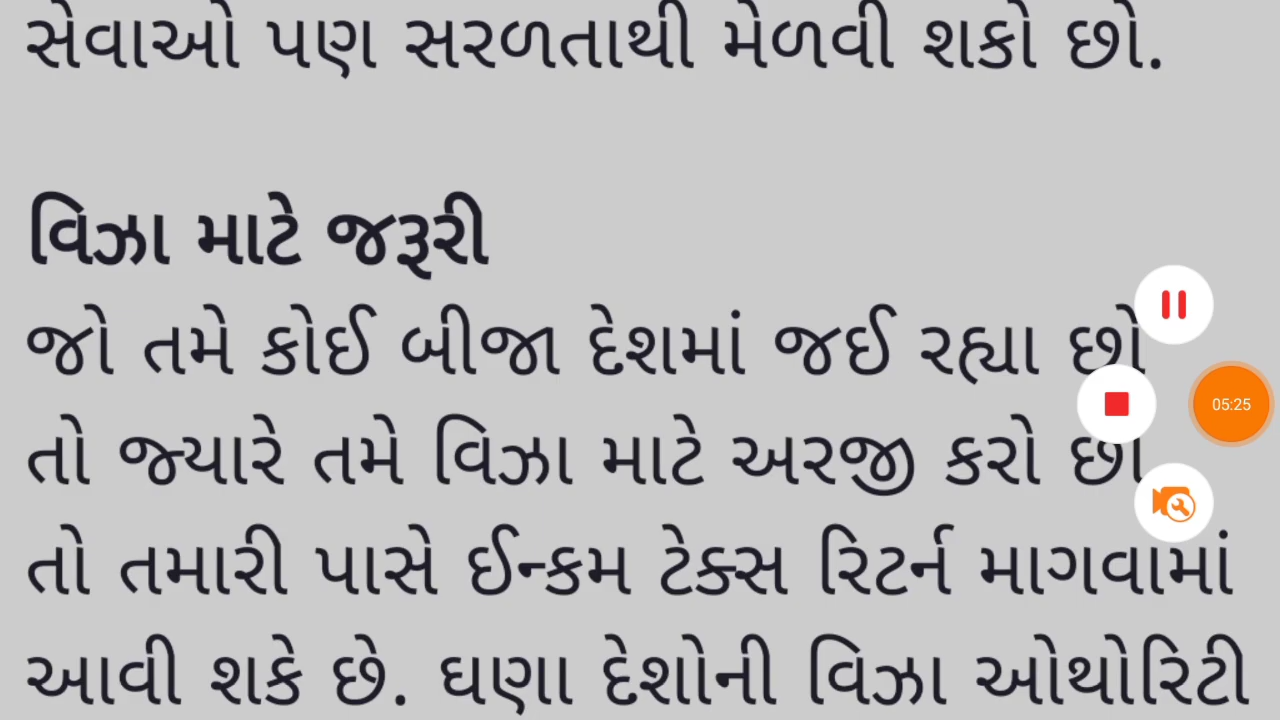 સેવાઓ પણ સરળતાથી મેળવી શકો છો.
વિઝા માટે જરૂરી
જો તમે કોઈ બીજા દેશમાં જઈ રહ્યા છો
તો જ્યારે તમે વિઝા માટે અરજી કરો છો
તો તમારી પાસે ઈન્કમ ટેક્સ રિટર્ન માગવામાં
આવી શકે છે. ઘણા દેશોની વિઝા ઓથોરિટી
05:25